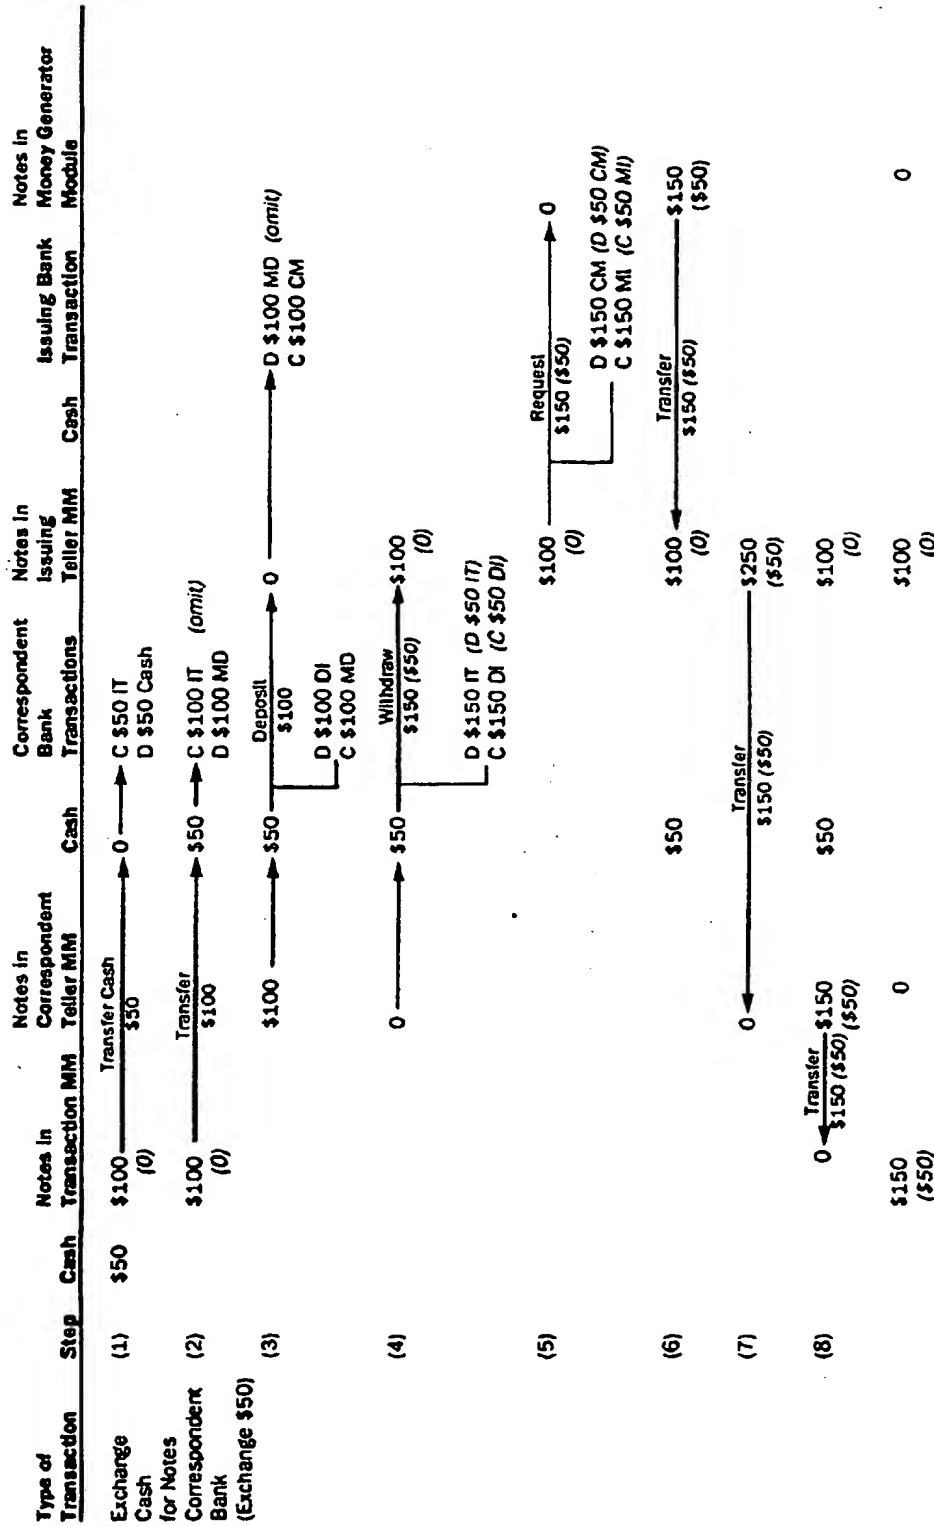 Type of Transaction Step Cash Notes in Transaction MM Notes in Correspondent Teller MM Cash Correspondent Bank Transactions Notes in Issuing Teller MM Cash Issuing Bank Transaction Notes in Money Generator Module
Exchange (1) $50 $100 Transfer Cash 0 C $50 IT
Cash (0) $50 D $50 Cash
for Notes (2) $100 Transfer $50 C $100 IT (omit)
Correspondent (0) $100 D $100 MD
Bank
(Exchange $50) (3) $100 $50 Deposit 0 D $100 MD (omit)
$100 C $100 CM
D $100 DI
C $100 MD
(4) 0 $50 Withdraw $100
$150 ($50) (0)
D $150 IT (D $50 IT)
C $150 DI (C $50 DI)
(5) $100 Request 0
(0) $150 ($50)
D $150 CM (D $50 CM)
C $150 MI (C $50 MI)
(6) $50 $100 Transfer $150
(0) $150 ($50) ($50)
(7) 0 Transfer $250
$150 ($50) ($50)
(8) 0 Transfer $150 $50 $100
$150 ($50) ($50) (0)
$150 0 $100 0
($50) (0)